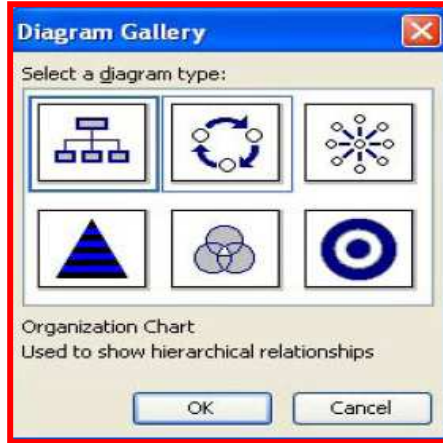 Diagram Gallery
Select a diagram type:
Organization Chart
Used to show hierarchical relationships
OK Cancel